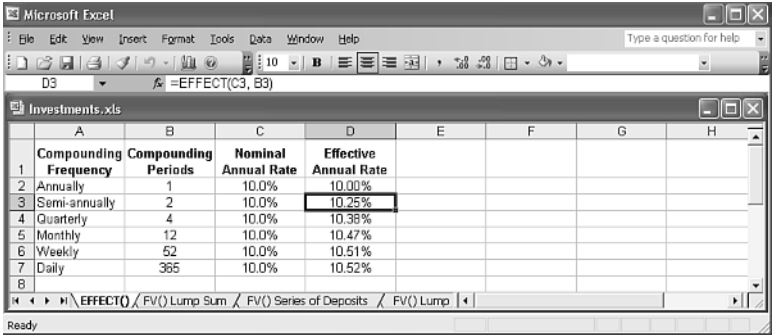 Microsoft Excel
File Edit View Insert Format Tools Data Window Help Type a question for help
10 B
D3 fx =EFFECT(C3, B3)
Investments.xls
A B C D E F G H
Compounding Compounding Nominal Effective
1 Frequency Periods Annual Rate Annual Rate
2 Annually 1 10.0% 10.00%
3 Semi-annually 2 10.0% 10.25%
4 Quarterly 4 10.0% 10.38%
5 Monthly 12 10.0% 10.47%
6 Weekly 52 10.0% 10.51%
7 Daily 365 10.0% 10.52%
8
EFFECT() / FV() Lump Sum / FV() Series of Deposits / FV() Lump
Ready